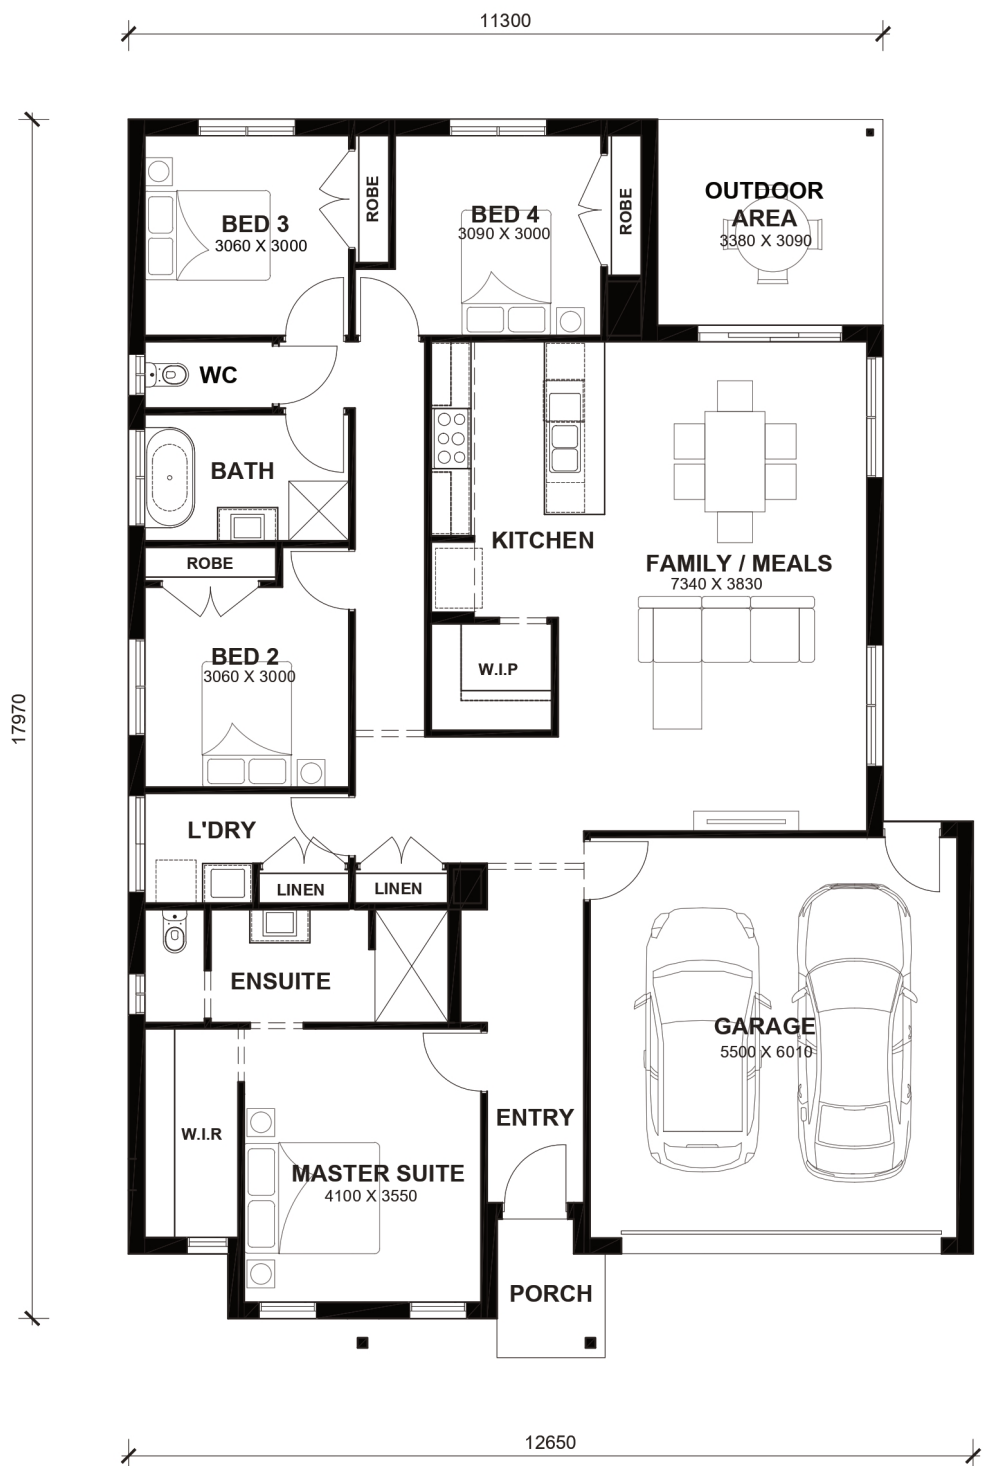 11300
OUTDOOR
AREA
3380 X 3090
ROBE
ROBE
BED 3
3060 X 3000
BED 4
3090 X 3000
WC
BATH
KITCHEN
ROBE
FAMILY / MEALS
7340 X 3830
BED 2
3060 X 3000
W.I.P
17970
L'DRY
LINEN
LINEN
ENSUITE
GARAGE
5500 X 6010
ENTRY
W.I.R
MASTER SUITE
4100 X 3550
PORCH
12650